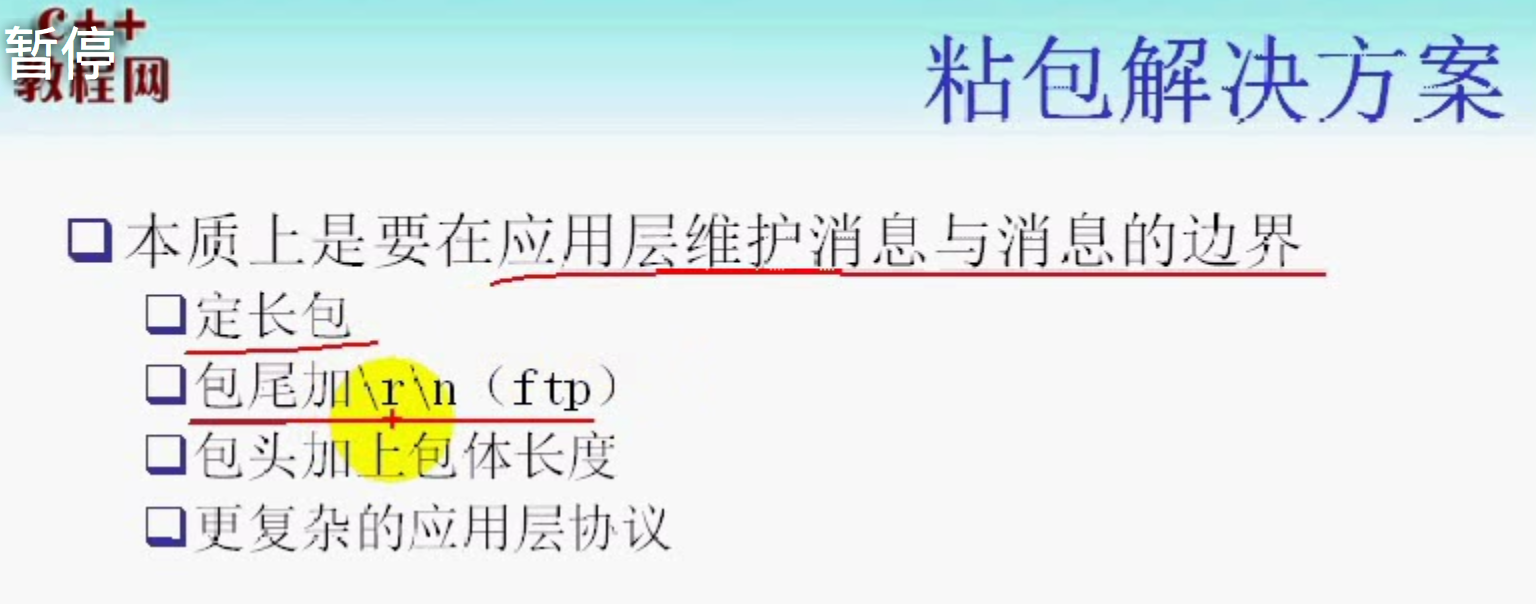 C++
暂停
教程网
粘包解决方案
本质上是要在应用层维护消息与消息的边界
定长包
包尾加\r\n（ftp）
包头加上包体长度
更复杂的应用层协议